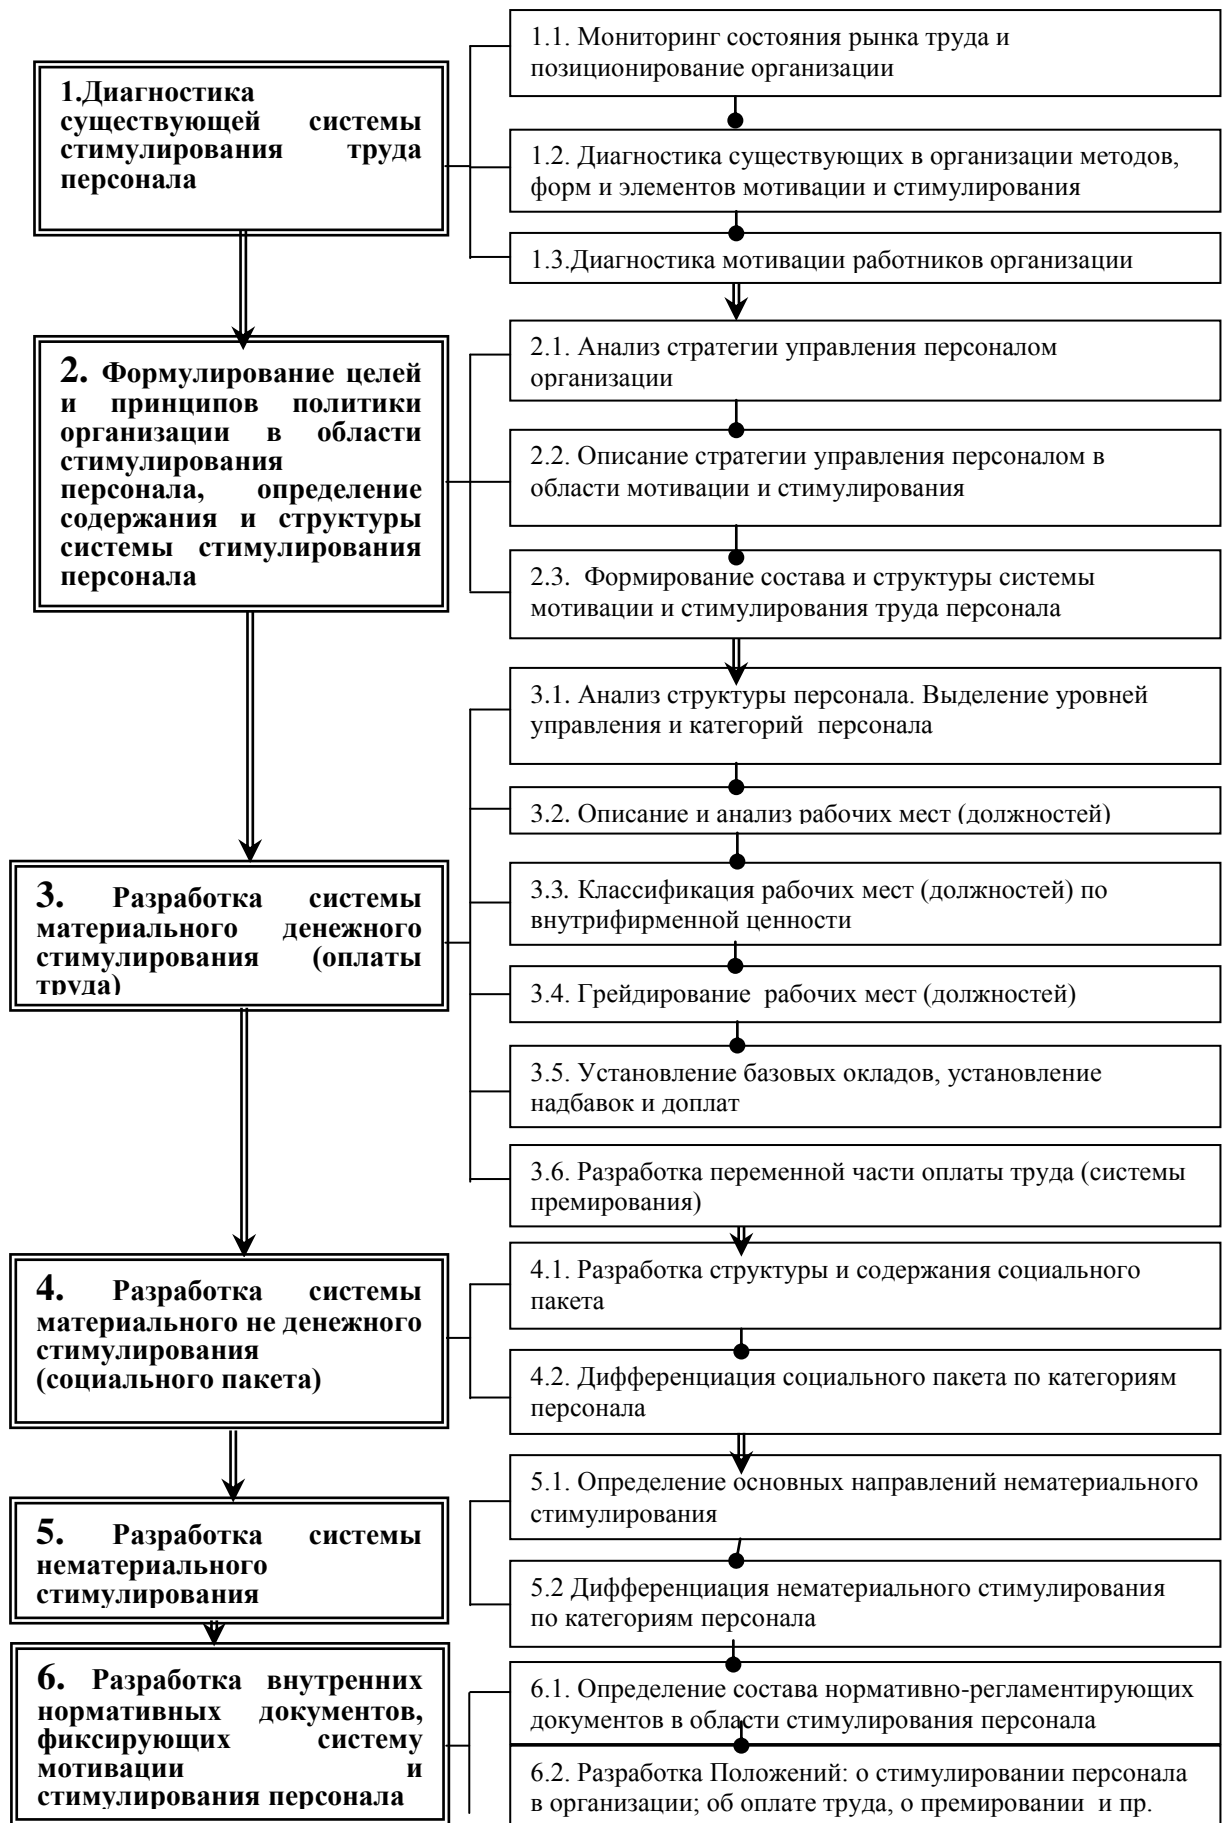 1.1. Мониторинг состояния рынка труда и
позиционирование организации
1.Диагностика
существующей системы
стимулирования труда
персонала
1.2. Диагностика существующих в организации методов,
форм и элементов мотивации и стимулирования
1.3.Диагностика мотивации работников организации
2. Формулирование целей
и принципов политики
организации в области
стимулирования
персонала, определение
содержания и структуры
системы стимулирования
персонала
2.1. Анализ стратегии управления персоналом
организации
2.2. Описание стратегии управления персоналом в
области мотивации и стимулирования
2.3. Формирование состава и структуры системы
мотивации и стимулирования труда персонала
3. Разработка системы
материального денежного
стимулирования (оплаты
труда)
3.1. Анализ структуры персонала. Выделение уровней
управления и категорий персонала
3.2. Описание и анализ рабочих мест (должностей)
3.3. Классификация рабочих мест (должностей) по
внутрифирменной ценности
3.4. Грейдирование рабочих мест (должностей)
3.5. Установление базовых окладов, установление
надбавок и доплат
3.6. Разработка переменной части оплаты труда (системы
премирования)
4. Разработка системы
материального не денежного
стимулирования
(социального пакета)
4.1. Разработка структуры и содержания социального
пакета
4.2. Дифференциация социального пакета по категориям
персонала
5. Разработка системы
нематериального
стимулирования
5.1. Определение основных направлений нематериального
стимулирования
5.2 Дифференциация нематериального стимулирования
по категориям персонала
6. Разработка внутренних
нормативных документов,
фиксирующих систему
мотивации и
стимулирования персонала
6.1. Определение состава нормативно-регламентирующих
документов в области стимулирования персонала
6.2. Разработка Положений: о стимулировании персонала
в организации; об оплате труда, о премировании и пр.